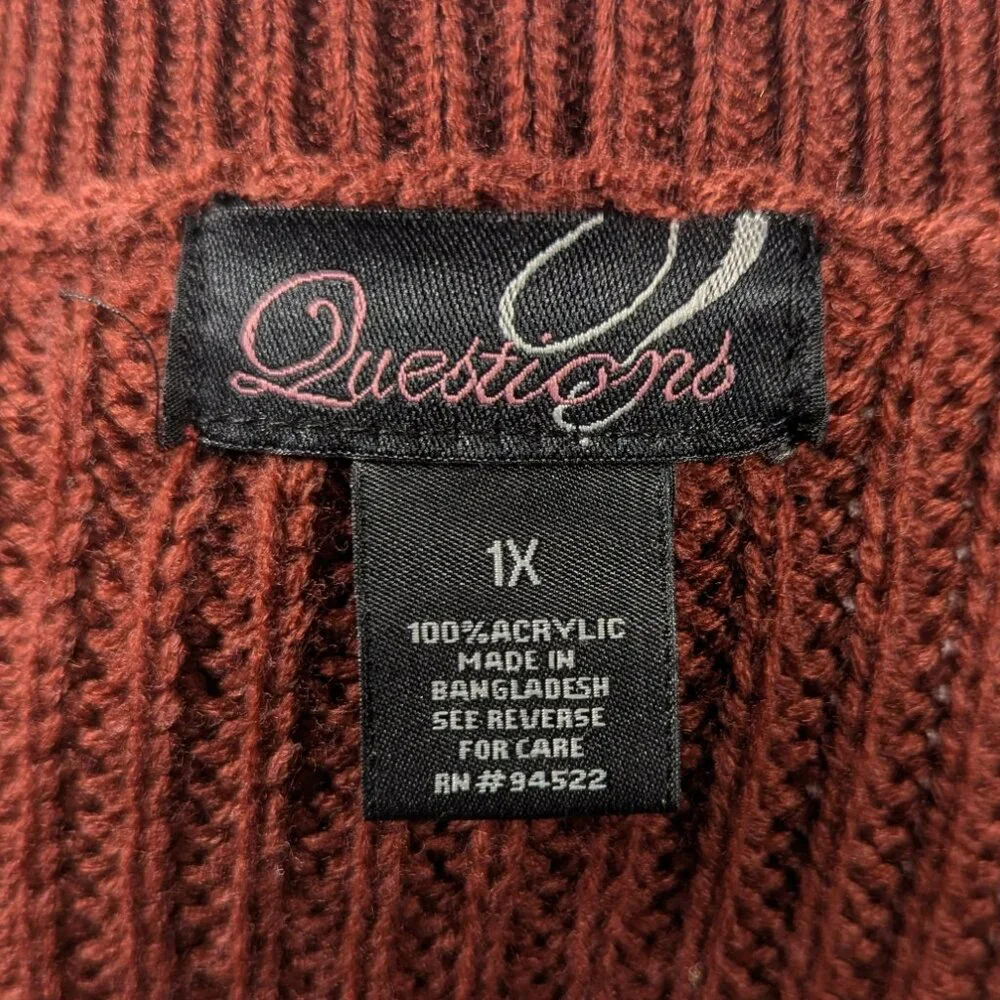 Questions
1X
100%ACRYLIC
MADE IN
BANGLADESH
SEE REVERSE
FOR CARE
RN #94522